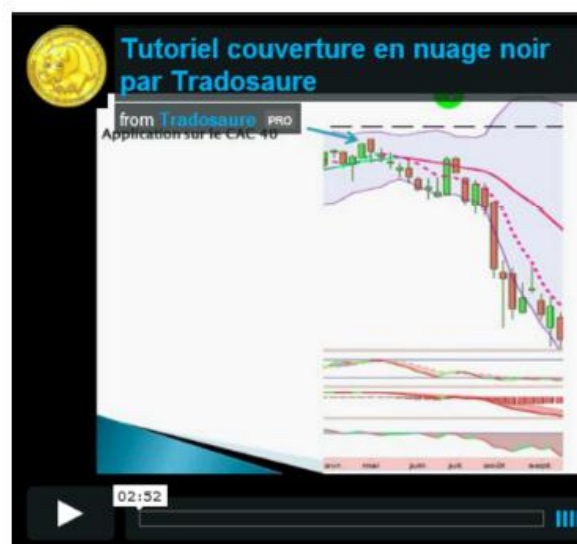 Tutoriel couverture en nuage noir
par Tradosaure
from Tradosaure PRO
Application sur le CAC 40
avri mai juin juil août sept
02:52